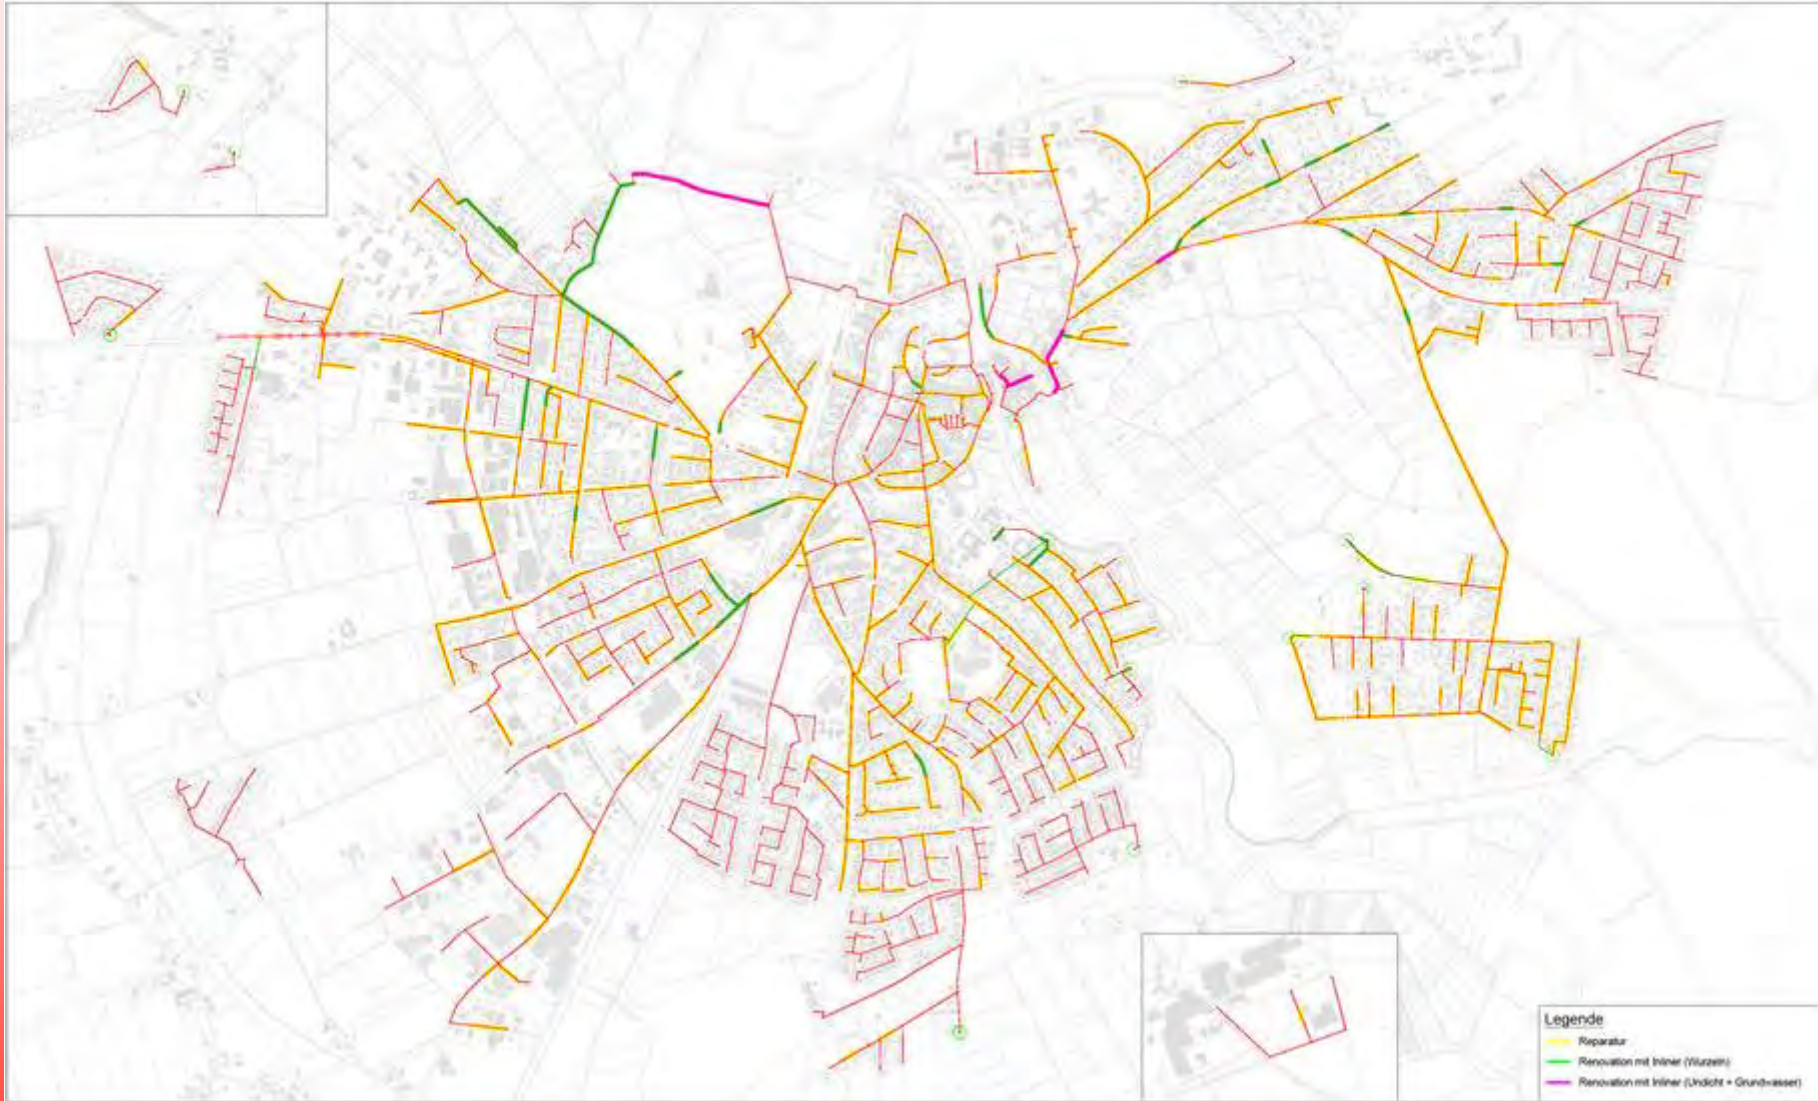 Legende
Reparatur
Renovation mit Inliner (Wurzeln)
Renovation mit Inliner (Undicht + Grundwasser)